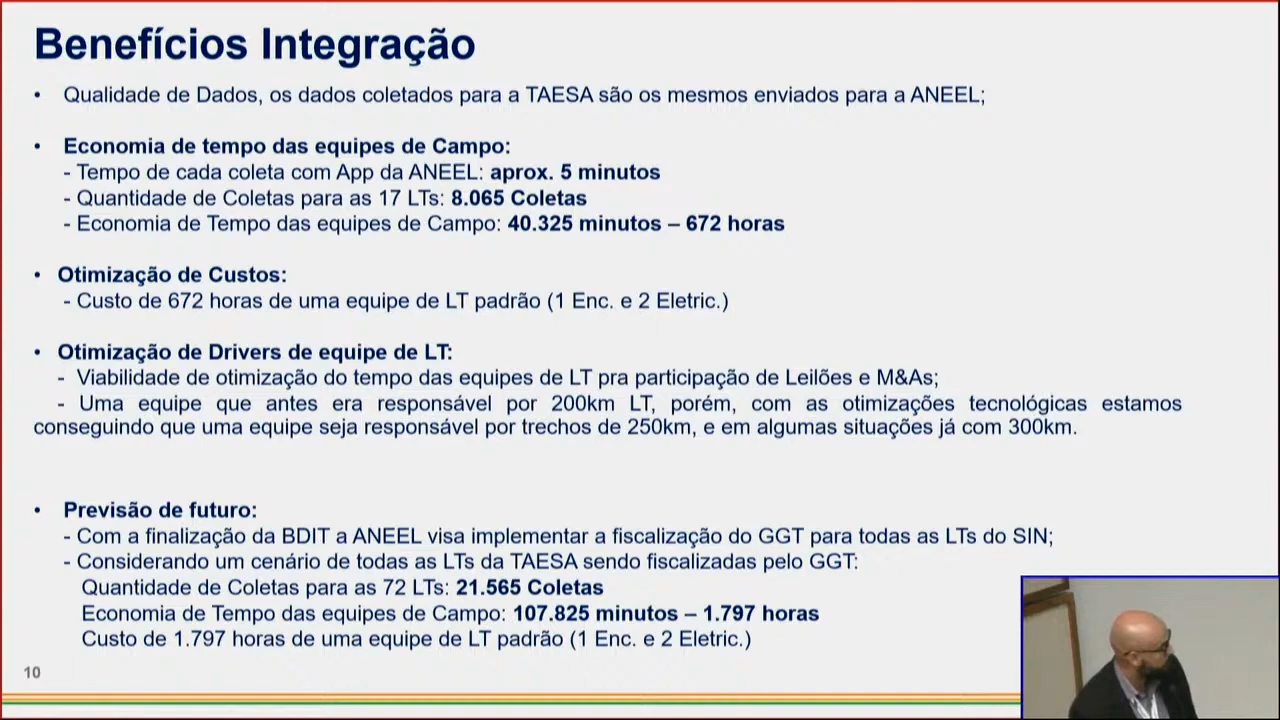 Benefícios Integração
• Qualidade de Dados, os dados coletados para a TAESA são os mesmos enviados para a ANEEL;
• Economia de tempo das equipes de Campo:
- Tempo de cada coleta com App da ANEEL: aprox. 5 minutos
- Quantidade de Coletas para as 17 LTs: 8.065 Coletas
- Economia de Tempo das equipes de Campo: 40.325 minutos – 672 horas
• Otimização de Custos:
- Custo de 672 horas de uma equipe de LT padrão (1 Enc. e 2 Eletric.)
• Otimização de Drivers de equipe de LT:
- Viabilidade de otimização do tempo das equipes de LT pra participação de Leilões e M&As;
- Uma equipe que antes era responsável por 200km LT, porém, com as otimizações tecnológicas estamos
conseguindo que uma equipe seja responsável por trechos de 250km, e em algumas situações já com 300km.
• Previsão de futuro:
- Com a finalização da BDIT a ANEEL visa implementar a fiscalização do GGT para todas as LTs do SIN;
- Considerando um cenário de todas as LTs da TAESA sendo fiscalizadas pelo GGT:
Quantidade de Coletas para as 72 LTs: 21.565 Coletas
Economia de Tempo das equipes de Campo: 107.825 minutos – 1.797 horas
Custo de 1.797 horas de uma equipe de LT padrão (1 Enc. e 2 Eletric.)
10